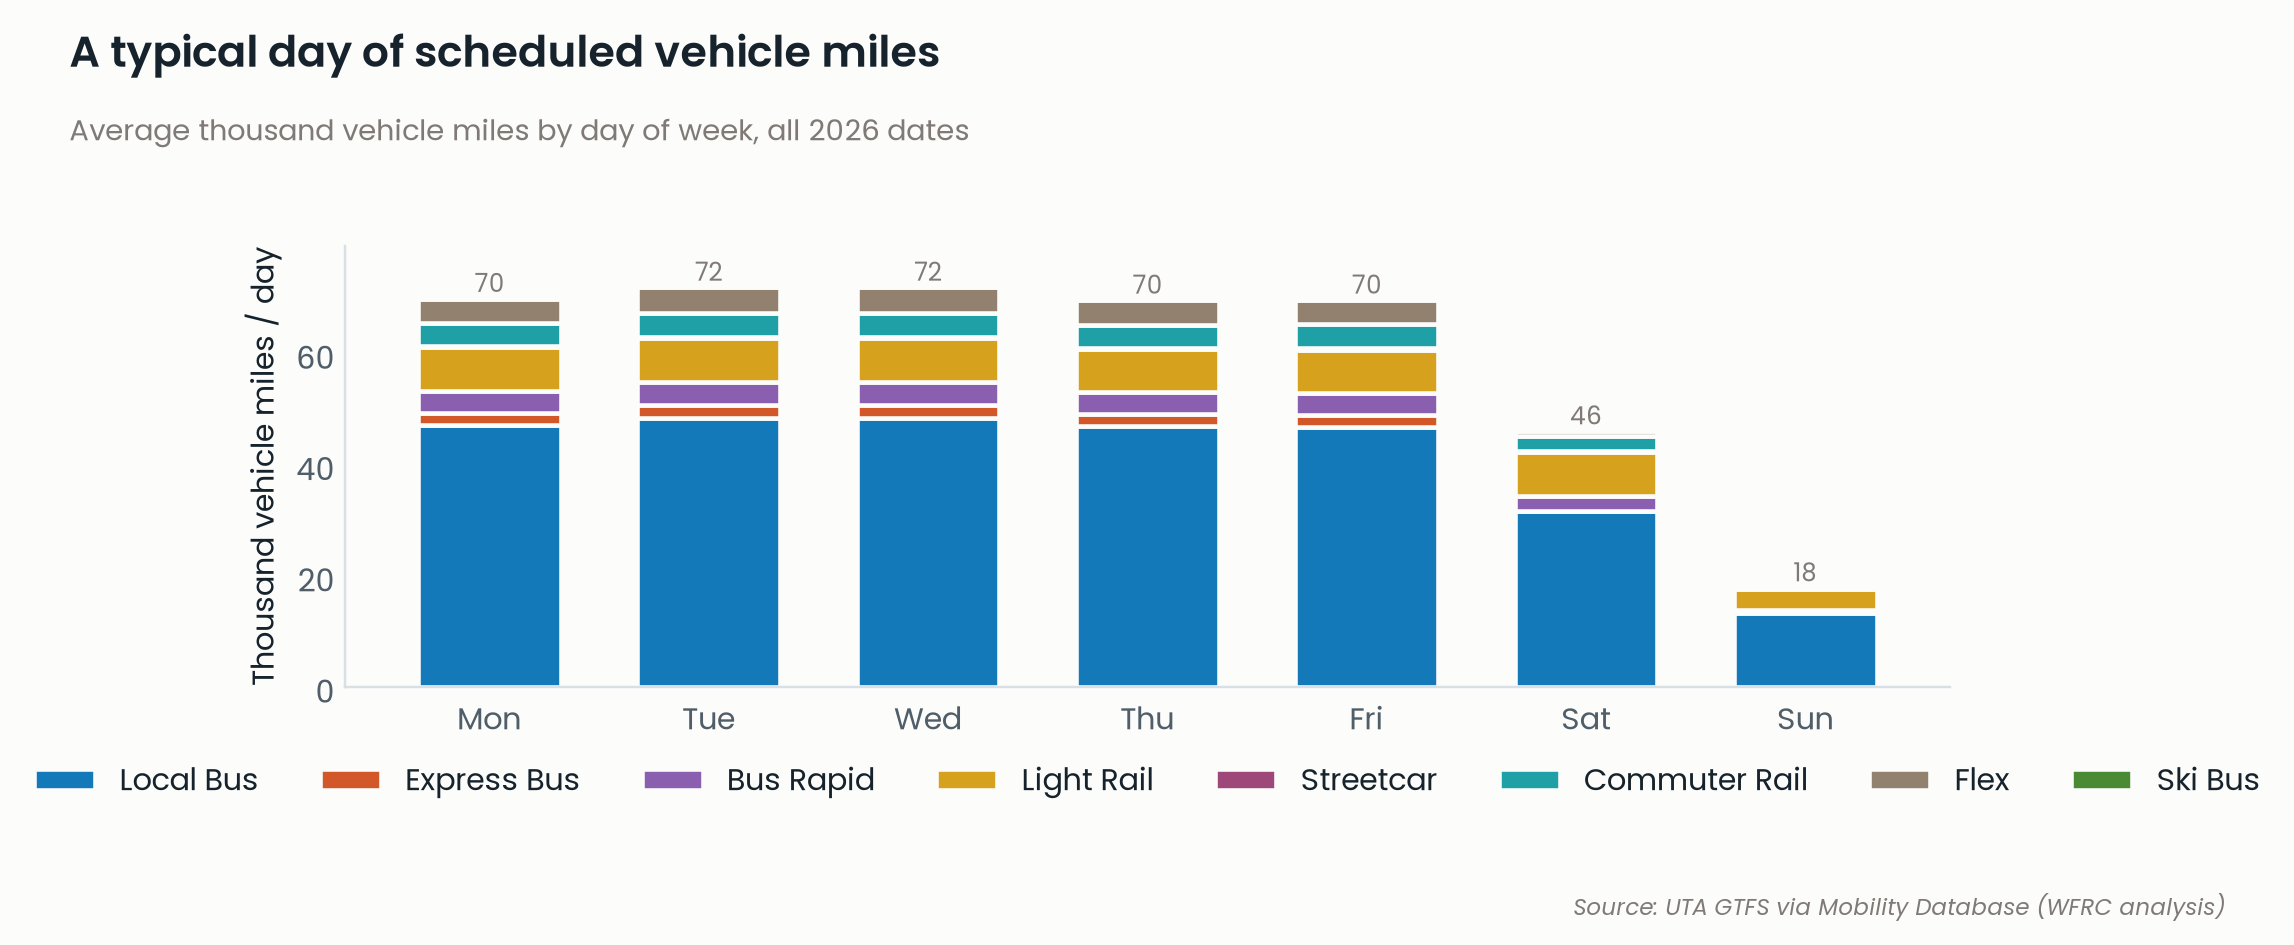 A typical day of scheduled vehicle miles
Average thousand vehicle miles by day of week, all 2026 dates
Thousand vehicle miles / day
70
72
72
70
70
46
18
60
40
20
0
Mon
Tue
Wed
Thu
Fri
Sat
Sun
Local Bus
Express Bus
Bus Rapid
Light Rail
Streetcar
Commuter Rail
Flex
Ski Bus
Source: UTA GTFS via Mobility Database (WFRC analysis)